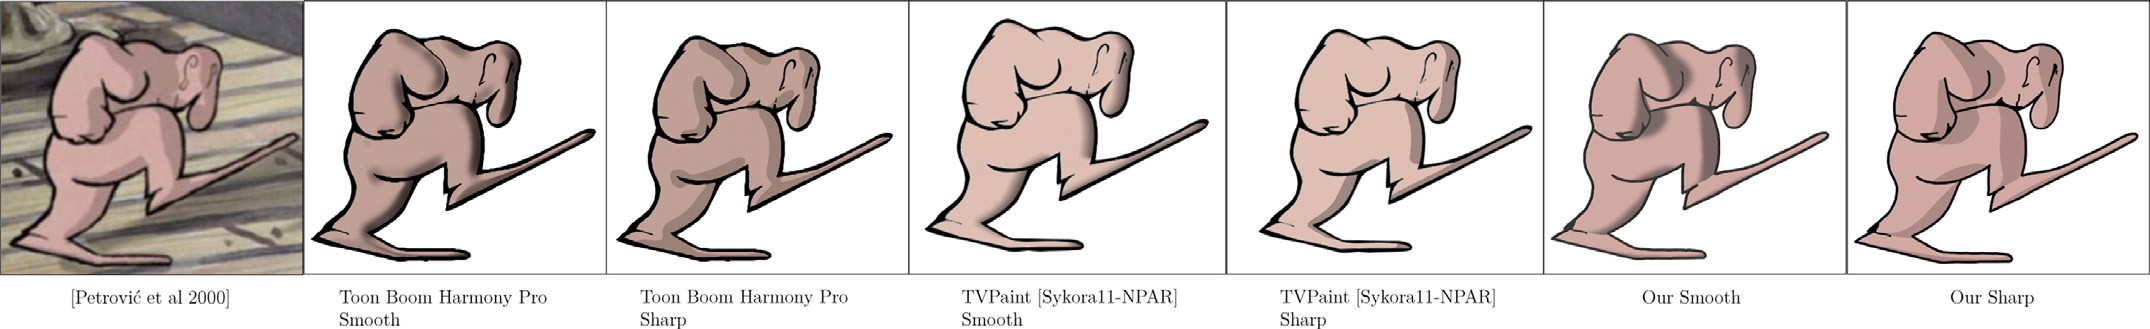 [Petrović et al 2000]
Toon Boom Harmony Pro
Smooth
Toon Boom Harmony Pro
Sharp
TVPaint [Sykora11-NPAR]
Smooth
TVPaint [Sykora11-NPAR]
Sharp
Our Smooth
Our Sharp